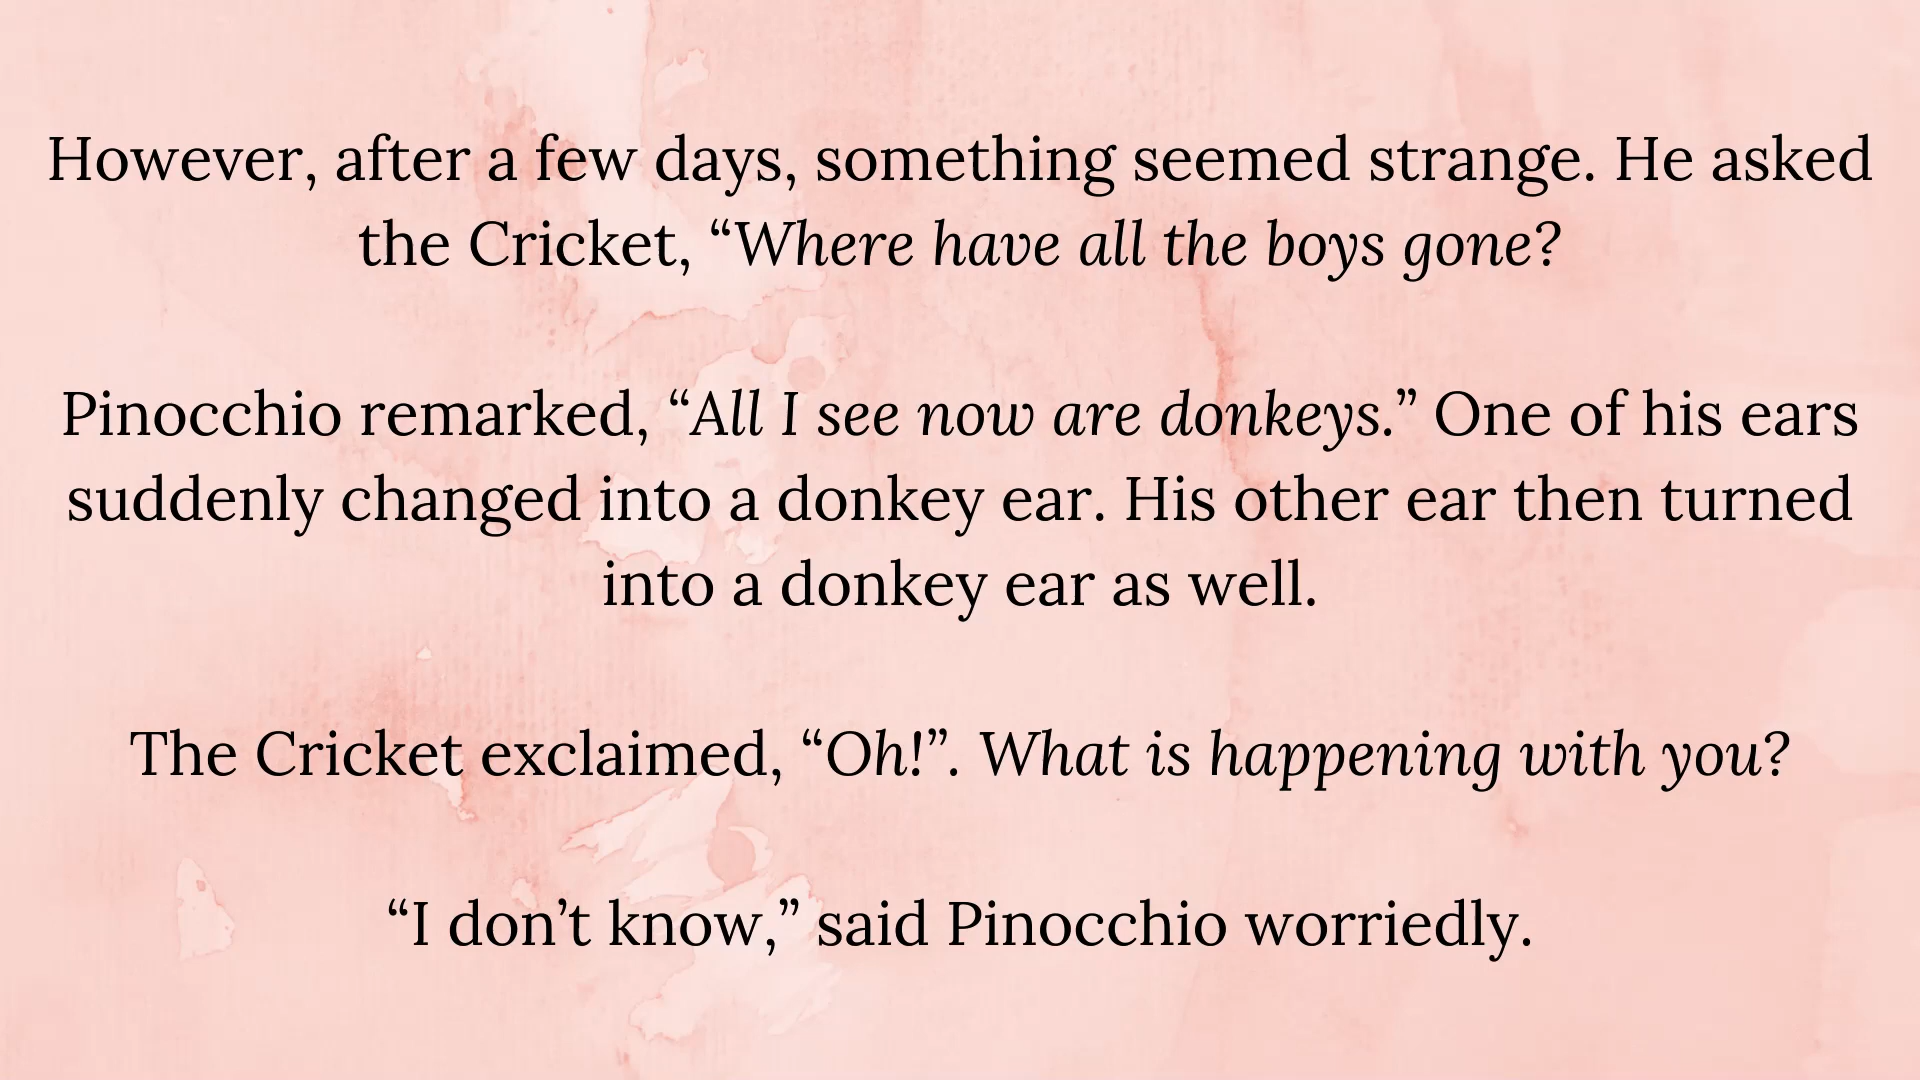 However, after a few days, something seemed strange. He asked
the Cricket, “Where have all the boys gone?
Pinocchio remarked, “All I see now are donkeys.” One of his ears
suddenly changed into a donkey ear. His other ear then turned
into a donkey ear as well.
The Cricket exclaimed, “Oh!”. What is happening with you?
“I don’t know,” said Pinocchio worriedly.